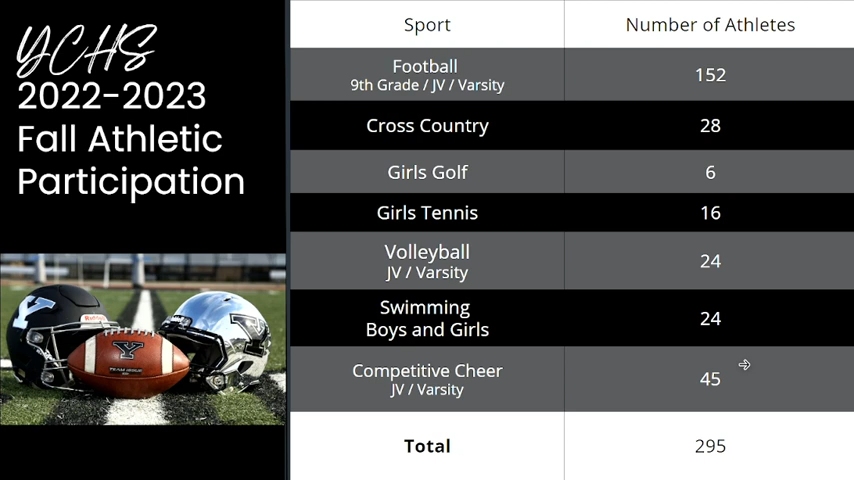 YCHS
2022-2023
Fall Athletic
Participation
Sport
Number of Athletes
Football
9th Grade / JV / Varsity
152
Cross Country
28
Girls Golf
6
Girls Tennis
16
Volleyball
JV / Varsity
24
Swimming
Boys and Girls
24
Competitive Cheer
JV / Varsity
45
Total
295
Y
Y
Y